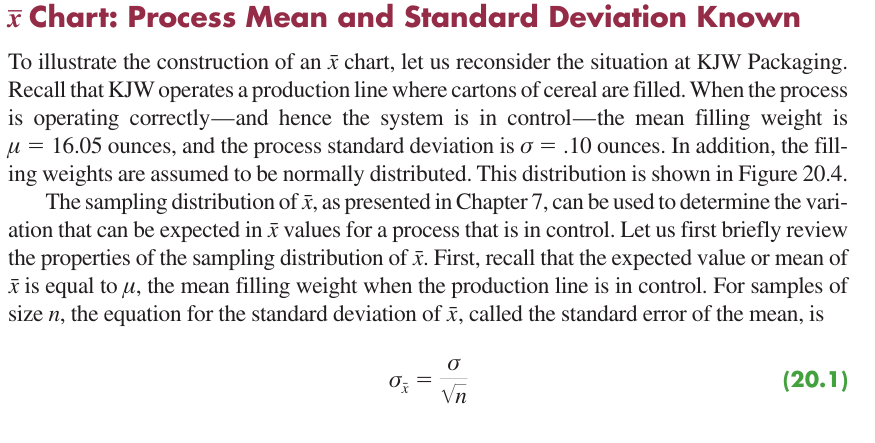 x̄ Chart: Process Mean and Standard Deviation Known
To illustrate the construction of an x̄ chart, let us reconsider the situation at KJW Packaging.
Recall that KJW operates a production line where cartons of cereal are filled. When the process
is operating correctly—and hence the system is in control—the mean filling weight is
μ = 16.05 ounces, and the process standard deviation is σ = .10 ounces. In addition, the fill-
ing weights are assumed to be normally distributed. This distribution is shown in Figure 20.4.
The sampling distribution of x̄, as presented in Chapter 7, can be used to determine the vari-
ation that can be expected in x̄ values for a process that is in control. Let us first briefly review
the properties of the sampling distribution of x̄. First, recall that the expected value or mean of
x̄ is equal to μ, the mean filling weight when the production line is in control. For samples of
size n, the equation for the standard deviation of x̄, called the standard error of the mean, is
σx̄ = σ/√n (20.1)